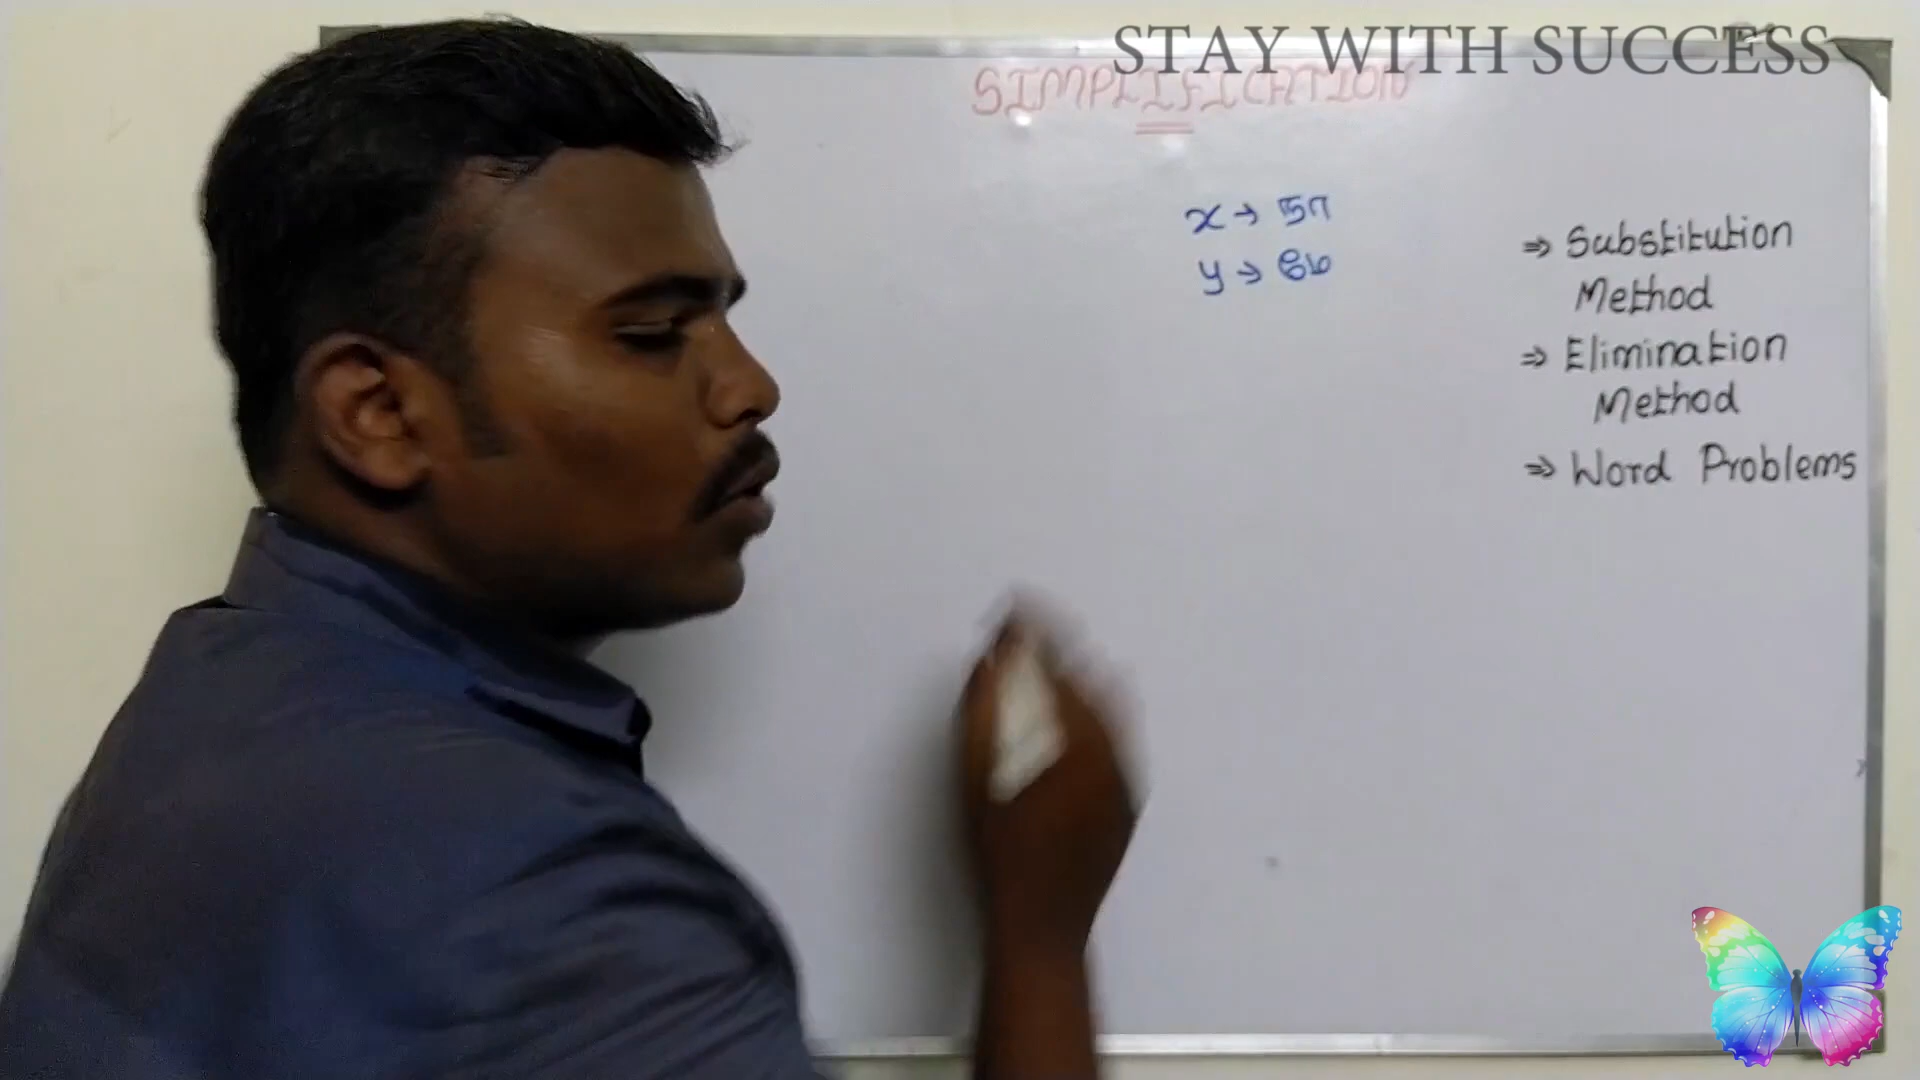 STAY WITH SUCCESS
SIMPLIFICATION
x → நா
y → மே
⇒ Substitution
Method
⇒ Elimination
Method
⇒ Word Problems